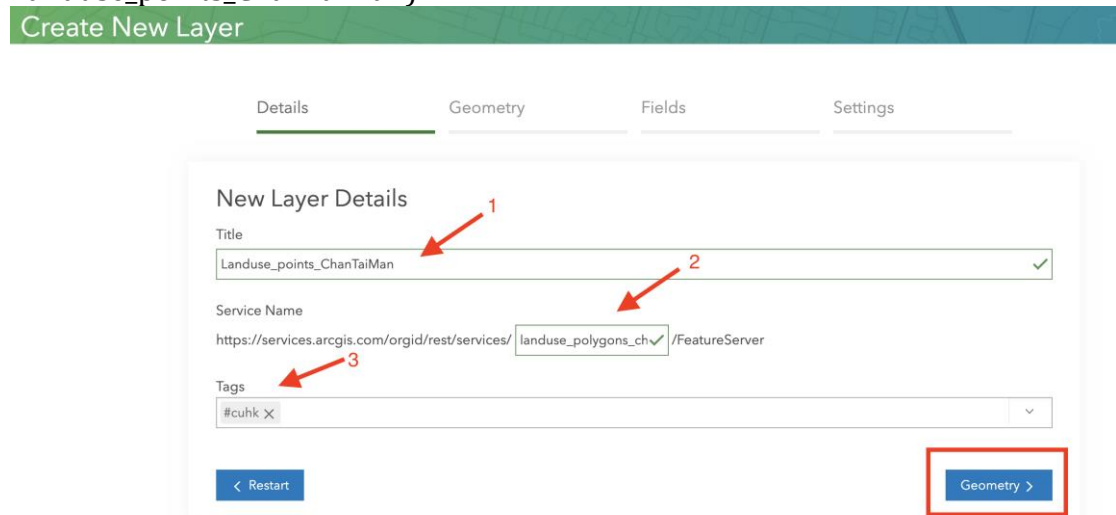 Create New Layer
Details Geometry Fields Settings
New Layer Details
1
Title
Landuse_points_ChanTaiMan
2
Service Name
https://services.arcgis.com/orgid/rest/services/ landuse_polygons_ch /FeatureServer
3
Tags
#cuhk ×
< Restart
Geometry >